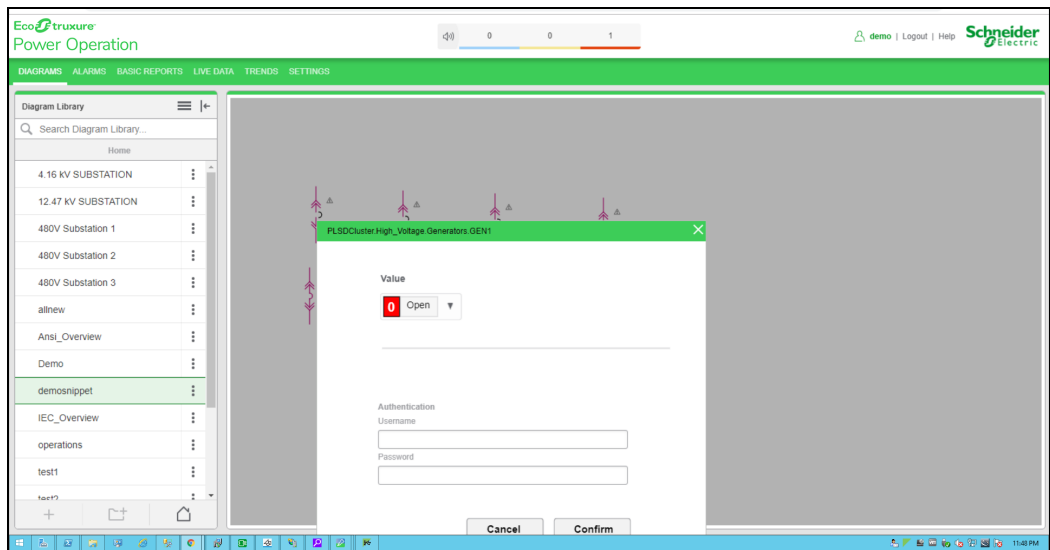 EcoStruxure
Power Operation
0 0 1
demo | Logout | Help
Schneider
Electric
DIAGRAMS ALARMS BASIC REPORTS LIVE DATA TRENDS SETTINGS
Diagram Library
Search Diagram Library...
Home
4.16 kV SUBSTATION
12.47 kV SUBSTATION
480V Substation 1
480V Substation 2
480V Substation 3
allnew
Ansi_Overview
Demo
demosnippet
IEC_Overview
operations
test1
test2
PLSDCluster.High_Voltage.Generators.GEN1
Value
0 Open
Authentication
Username
Password
Cancel Confirm
11:48 PM